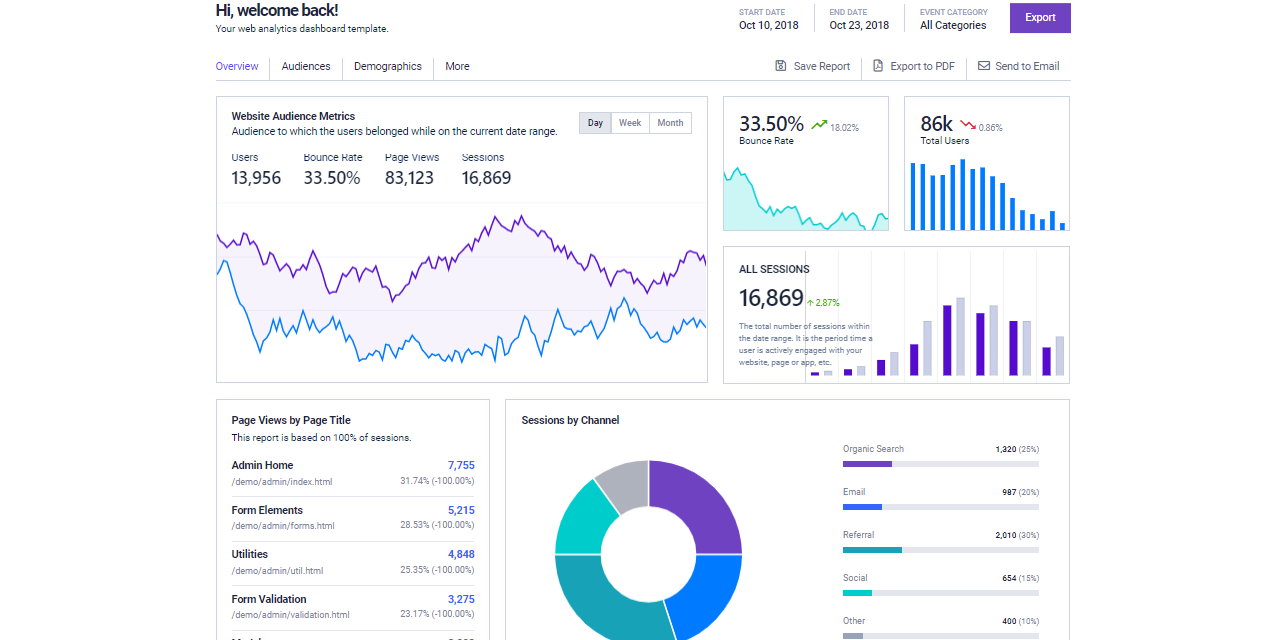 Hi, welcome back!
Your web analytics dashboard template.
START DATE
Oct 10, 2018
END DATE
Oct 23, 2018
EVENT CATEGORY
All Categories
Export
Overview
Audiences
Demographics
More
Save Report
Export to PDF
Send to Email
Website Audience Metrics
Audience to which the users belonged while on the current date range.
Day
Week
Month
Users
13,956
Bounce Rate
33.50%
Page Views
83,123
Sessions
16,869
33.50%
18.02%
Bounce Rate
86k
0.86%
Total Users
ALL SESSIONS
16,869
2.87%
The total number of sessions within
the date range. It is the period time a
user is actively engaged with your
website, page or app, etc.
Page Views by Page Title
This report is based on 100% of sessions.
Admin Home
7,755
/demo/admin/index.html
31.74% (-100.00%)
Form Elements
5,215
/demo/admin/forms.html
28.53% (-100.00%)
Utilities
4,848
/demo/admin/util.html
25.35% (-100.00%)
Form Validation
3,275
/demo/admin/validation.html
23.17% (-100.00%)
Sessions by Channel
Organic Search
1,320 (25%)
Email
987 (20%)
Referral
2,010 (30%)
Social
654 (15%)
Other
400 (10%)